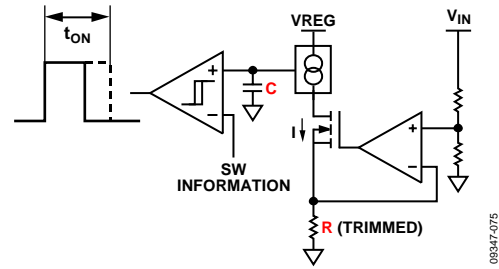 tON
VREG
VIN
+
C
−
I
+
−
SW
INFORMATION
R (TRIMMED)
09347-075